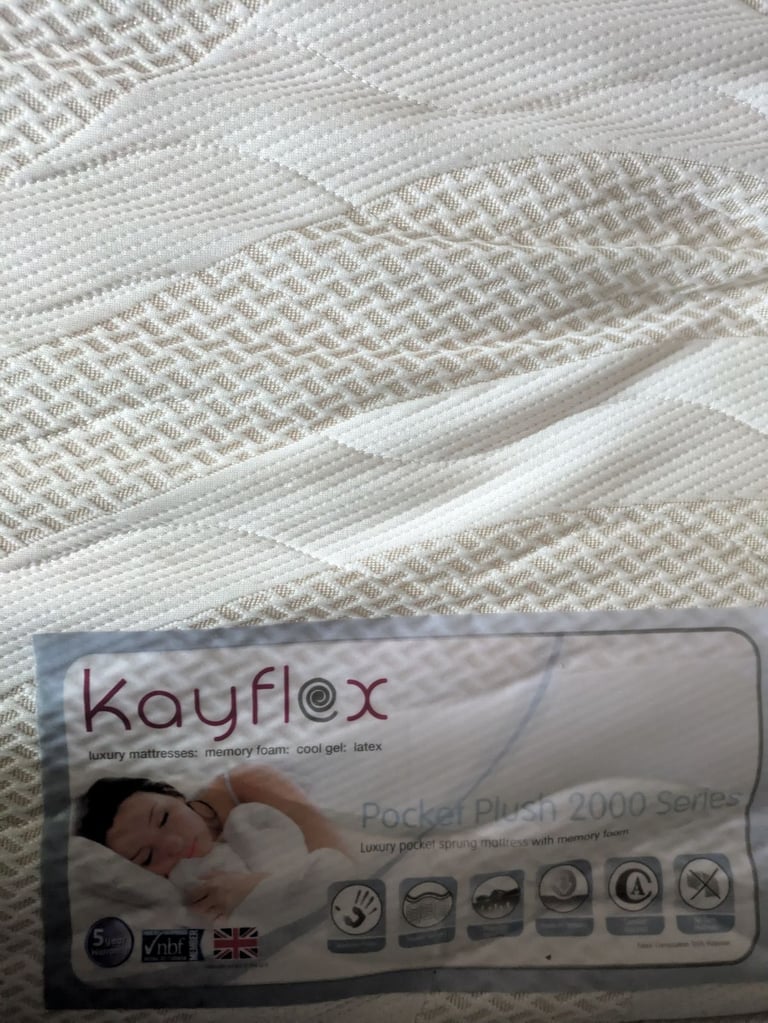 kayflex
luxury mattresses: memory foam: cool gel: latex
Pocket Plush 2000 Series
Luxury pocket sprung mattress with memory foam
A
5 year
nbf
MEMBER